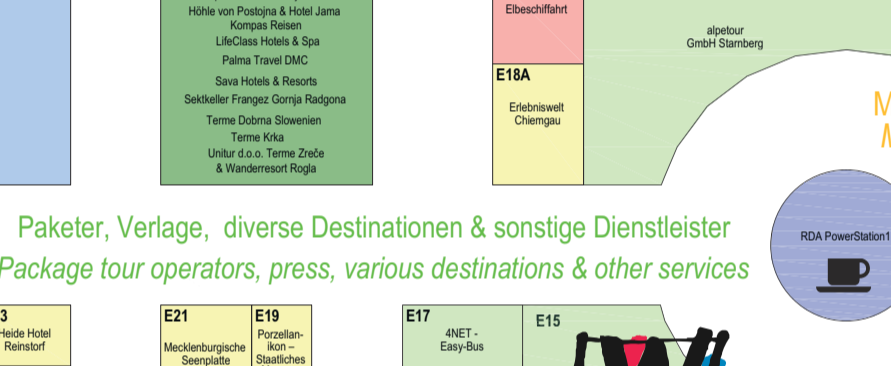 Höhle von Postojna & Hotel Jama
Kompas Reisen
LifeClass Hotels & Spa
Palma Travel DMC
Sava Hotels & Resorts
Sektkeller Frangez Gornja Radgona
Terme Dobrna Slowenien
Terme Krka
Unitur d.o.o. Terme Zreče
& Wanderresort Rogla
Elbeschiffahrt
E18A
Erlebniswelt
Chiemgau
alpetour
GmbH Starnberg
Paketer, Verlage, diverse Destinationen & sonstige Dienstleister
Package tour operators, press, various destinations & other services
RDA PowerStation1
3
Heide Hotel
Reinstorf
E21
Mecklenburgische
Seenplatte
E19
Porzellan-
ikon –
Staatliches
E17
4NET -
Easy-Bus
E15